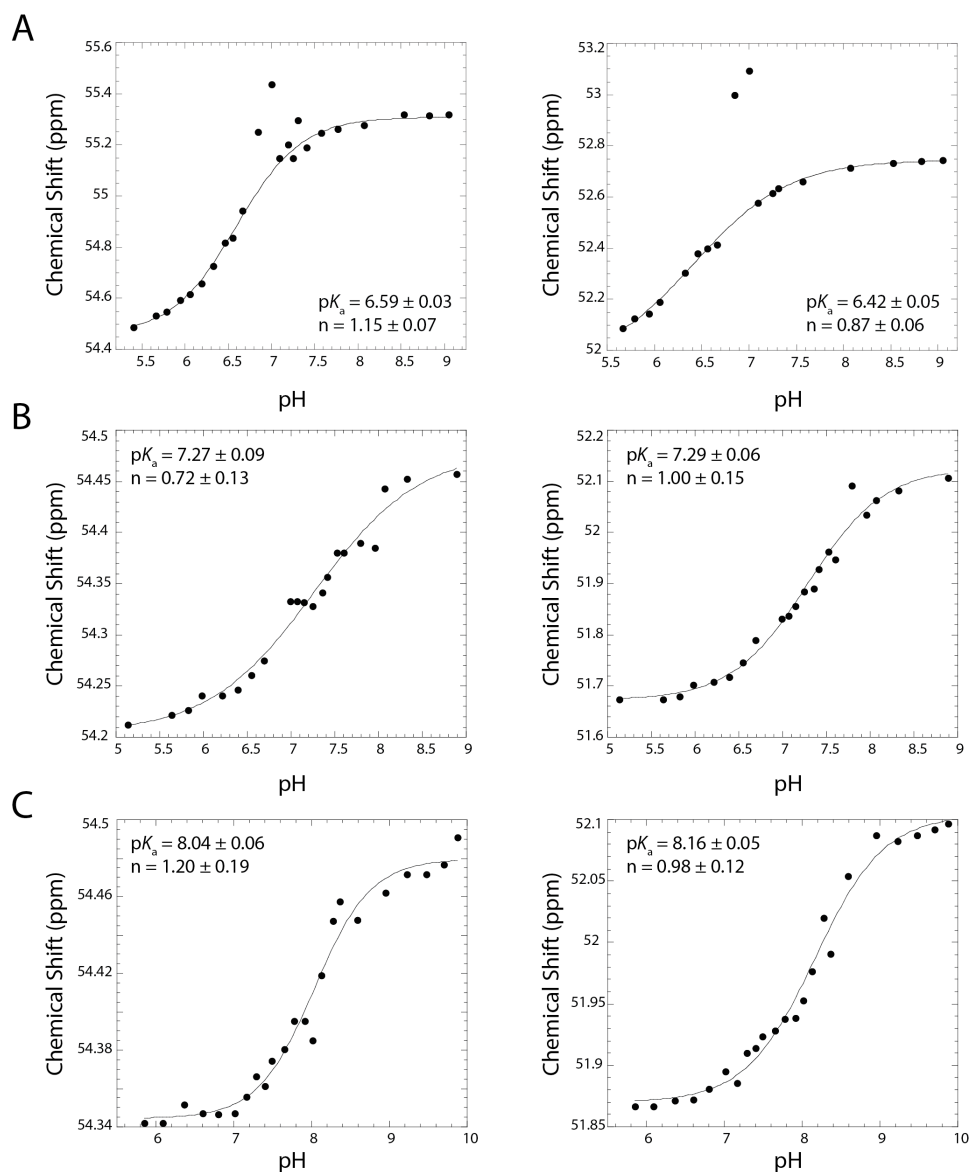 A
55.6
55.4
55.2
55
54.8
54.6
54.4
Chemical Shift (ppm)
pKa = 6.59 ± 0.03
n = 1.15 ± 0.07
5.5 6 6.5 7 7.5 8 8.5 9
pH
53.2
53
52.8
52.6
52.4
52.2
52
Chemical Shift (ppm)
pKa = 6.42 ± 0.05
n = 0.87 ± 0.06
6 6.5 7 7.5 8 8.5 9
pH
B
54.5
54.45
54.4
54.35
54.3
54.25
54.2
Chemical Shift (ppm)
pKa = 7.27 ± 0.09
n = 0.72 ± 0.13
5 5.5 6 6.5 7 7.5 8 8.5 9
pH
52.2
52.1
52
51.9
51.8
51.7
51.6
Chemical Shift (ppm)
pKa = 7.29 ± 0.06
n = 1.00 ± 0.15
5 5.5 6 6.5 7 7.5 8 8.5 9
pH
C
54.5
54.46
54.42
54.38
54.34
Chemical Shift (ppm)
pKa = 8.04 ± 0.06
n = 1.20 ± 0.19
6 7 8 9 10
pH
52.1
52.05
52
51.95
51.9
51.85
Chemical Shift (ppm)
pKa = 8.16 ± 0.05
n = 0.98 ± 0.12
6 7 8 9 10
pH